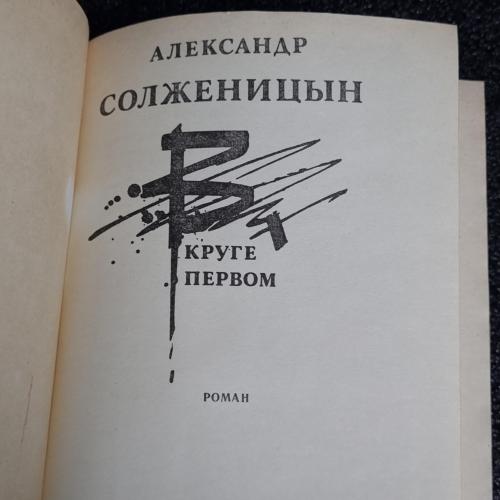 АЛЕКСАНДР
СОЛЖЕНИЦЫН
В
КРУГЕ
ПЕРВОМ
РОМАН